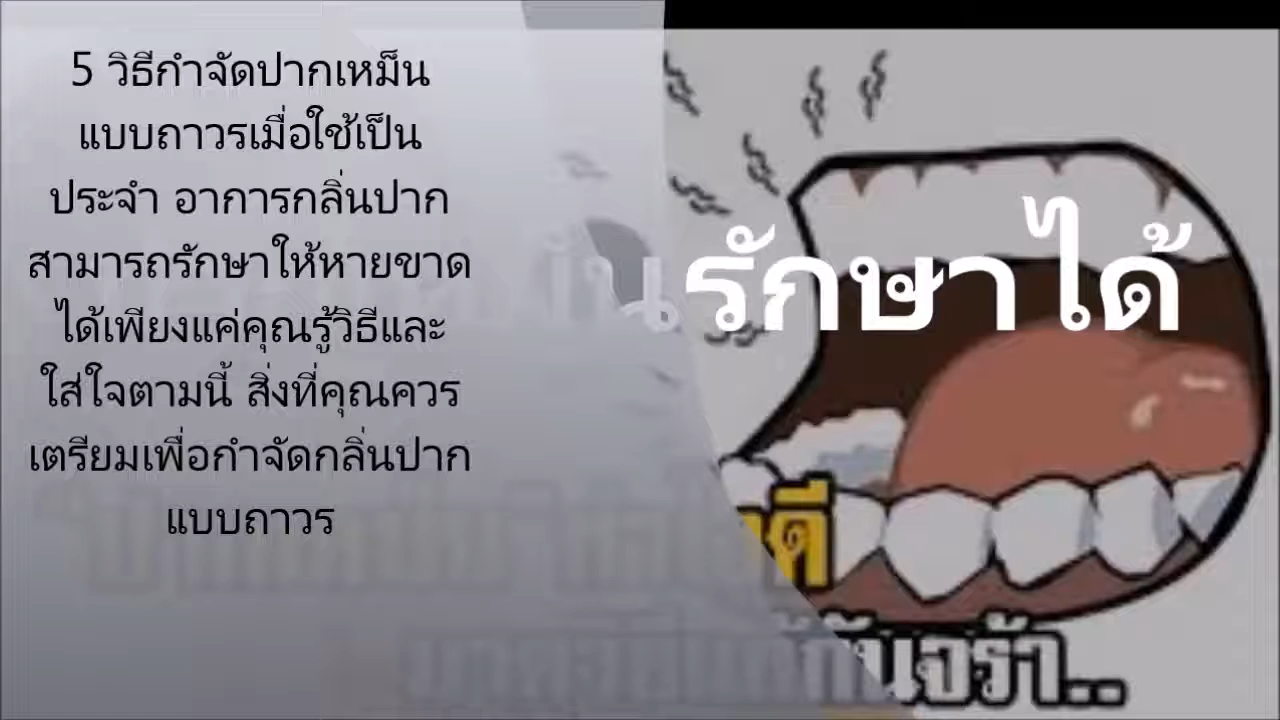 5 วิธีกำจัดปากเหม็น
แบบถาวรเมื่อใช้เป็น
ประจำ อาการกลิ่นปาก
สามารถรักษาให้หายขาด
ได้เพียงแค่คุณรู้วิธีและ
ใส่ใจตามนี้ สิ่งที่คุณควร
เตรียมเพื่อกำจัดกลิ่นปาก
แบบถาวร
รักษาได้